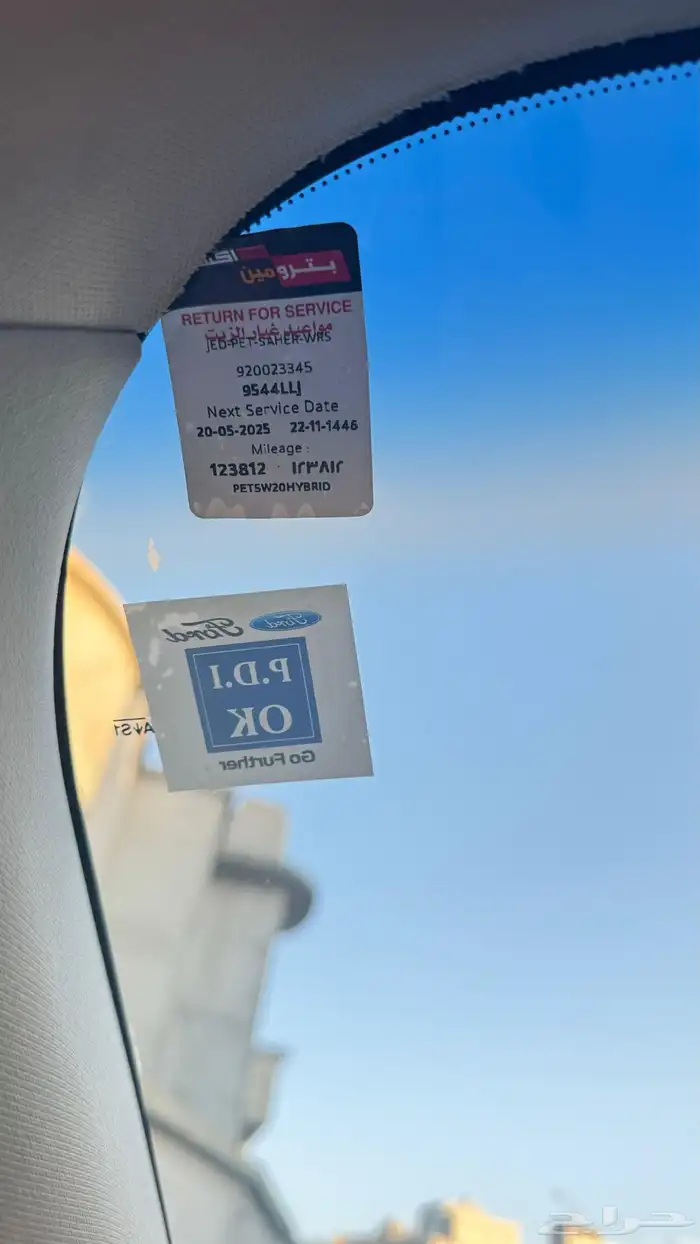 بترومين
RETURN FOR SERVICE
مواعيد غيار الزيت
JED-PET-SAHER-WRS
920023345
9544LLJ
Next Service Date
20-05-2025 22-11-1446
Mileage :
123812 ١٢٣٨١٢
PETSW20HYBRID
Ford Ford
P.D.I
OK
Go Further
حراج